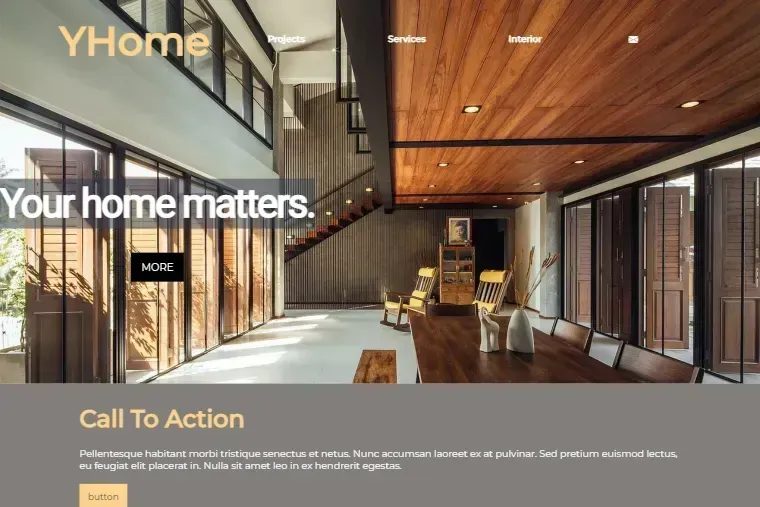 YHome
Projects
Services
Interior
Your home matters.
MORE
Call To Action
Pellentesque habitant morbi tristique senectus et netus. Nunc accumsan laoreet ex at pulvinar. Sed pretium euismod lectus,
eu feugiat elit placerat in. Nulla sit amet leo in ex hendrerit egestas.
button